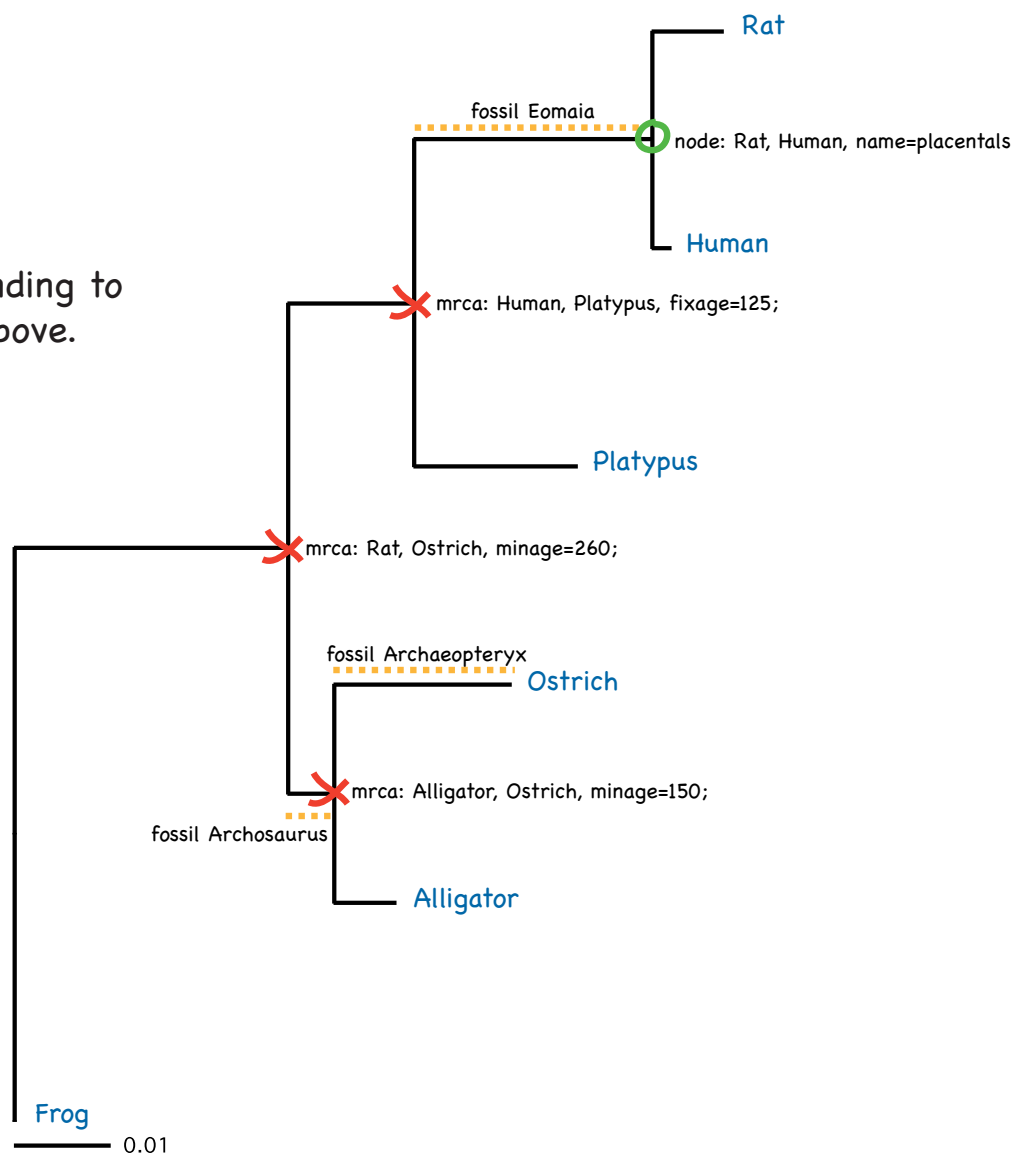 Rat
fossil Eomaia
node: Rat, Human, name=placentals
Human
nding to
bove.
mrca: Human, Platypus, fixage=125;
Platypus
mrca: Rat, Ostrich, minage=260;
fossil Archaeopteryx
Ostrich
mrca: Alligator, Ostrich, minage=150;
fossil Archosaurus
Alligator
Frog
0.01